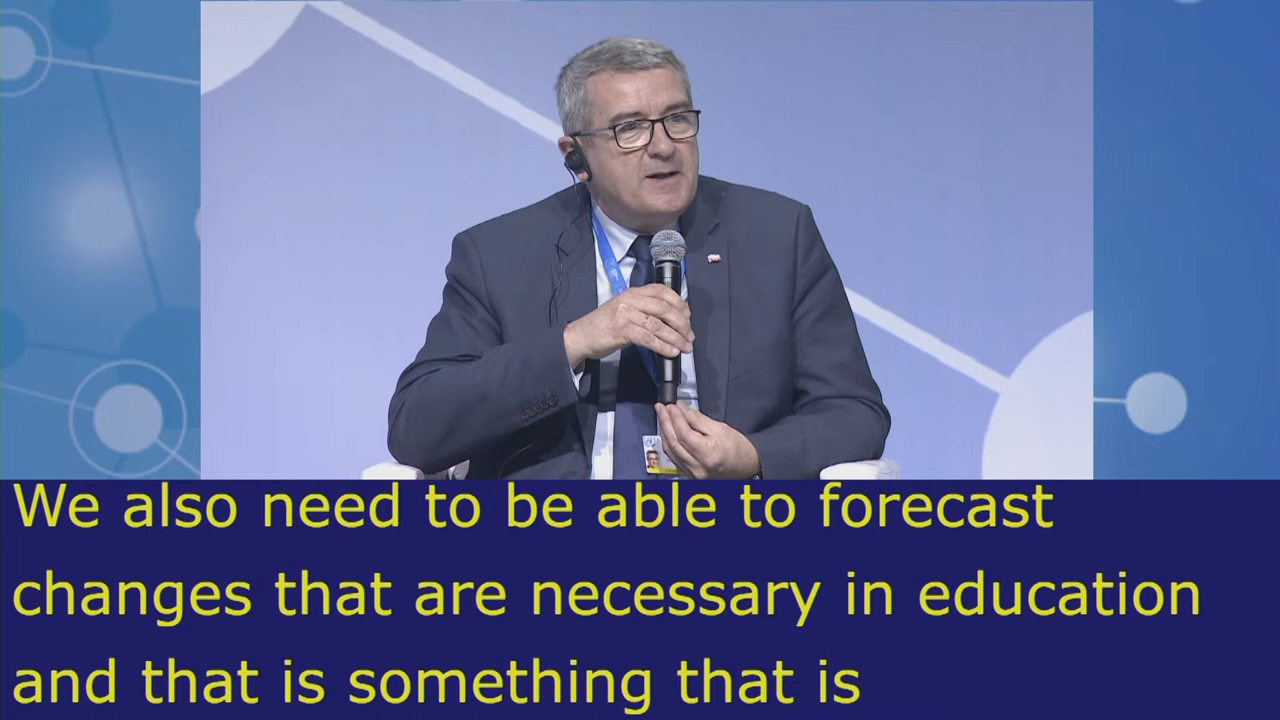 We also need to be able to forecast
changes that are necessary in education
and that is something that is